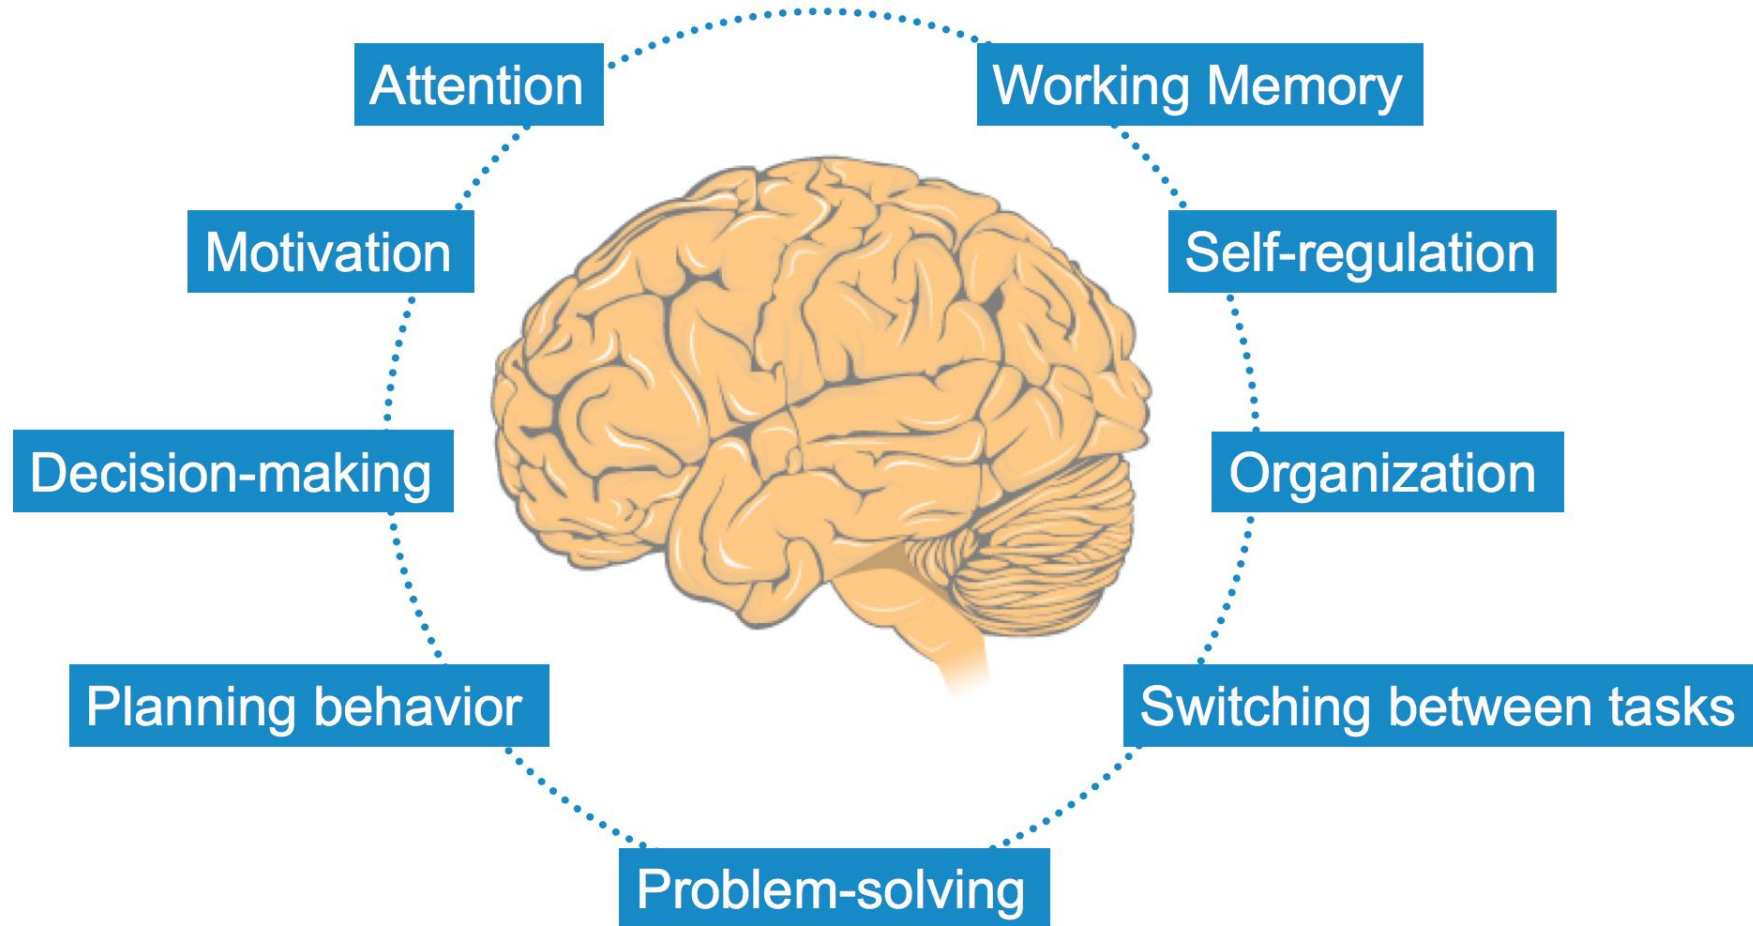 Attention
Working Memory
Motivation
Self-regulation
Decision-making
Organization
Planning behavior
Switching between tasks
Problem-solving